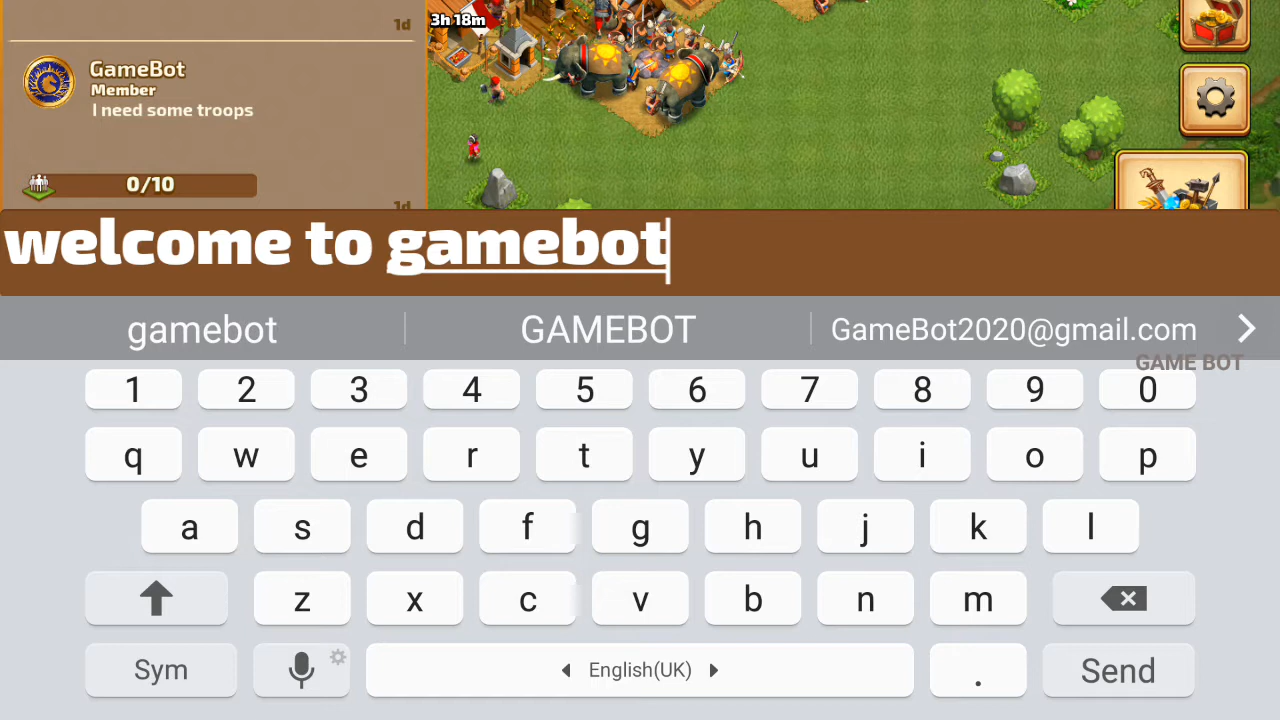 1d
3h 18m
GameBot
Member
I need some troops
0/10
1d
welcome to gamebot
gamebot GAMEBOT GameBot2020@gmail.com
GAME BOT
1 2 3 4 5 6 7 8 9 0
q w e r t y u i o p
a s d f g h j k l
z x c v b n m
Sym English(UK) . Send